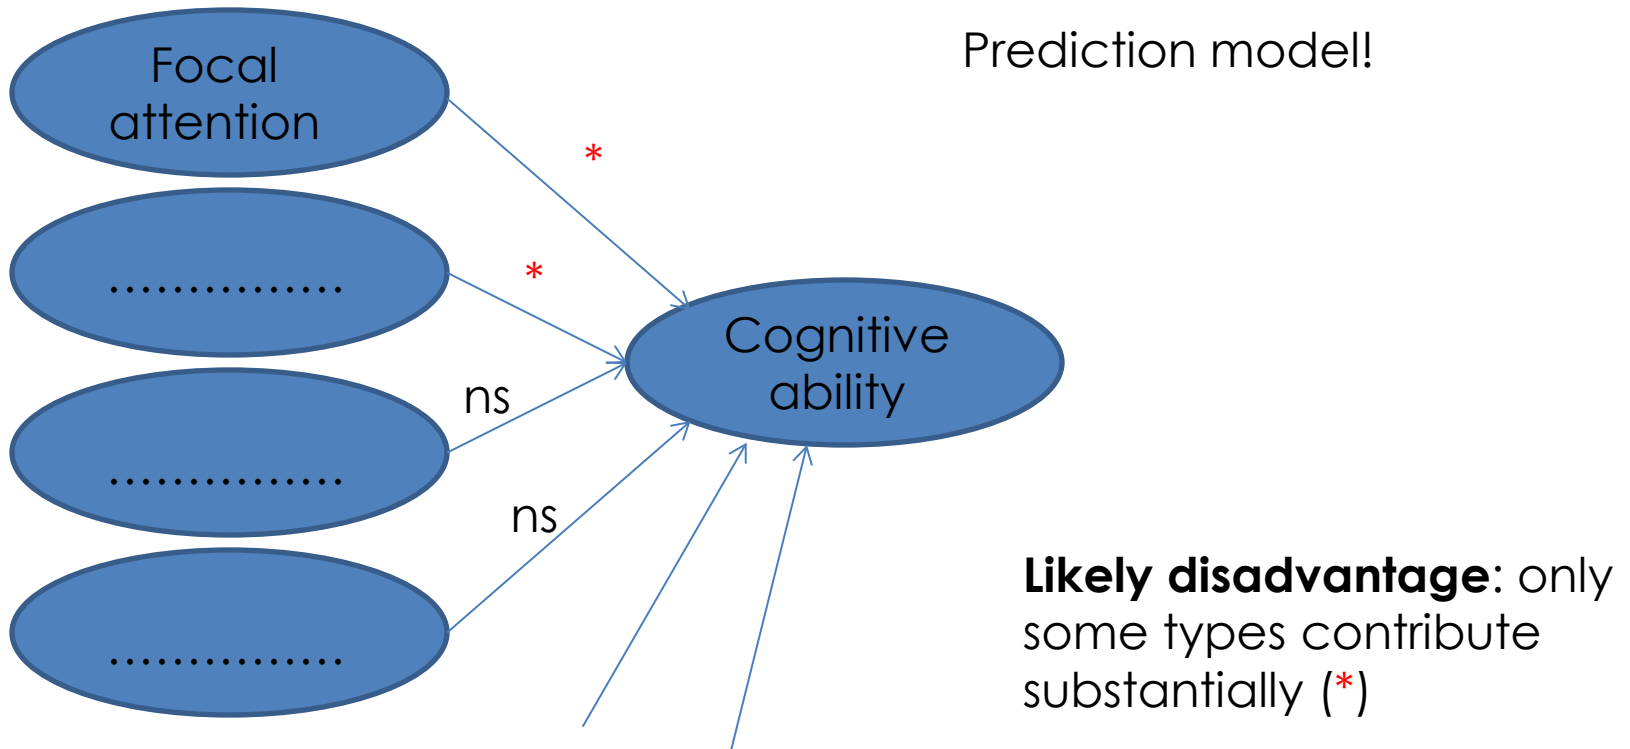 Prediction model!
Focal
attention
*
……………
*
Cognitive
ability
ns
……………
ns
……………
Likely disadvantage: only
some types contribute
substantially (*)